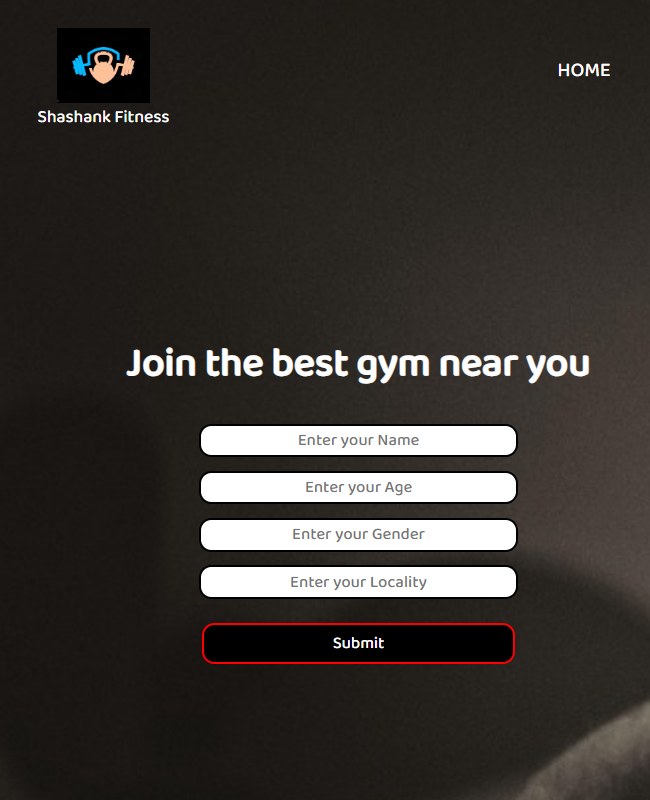 HOME
Shashank Fitness
Join the best gym near you
Enter your Name
Enter your Age
Enter your Gender
Enter your Locality
Submit